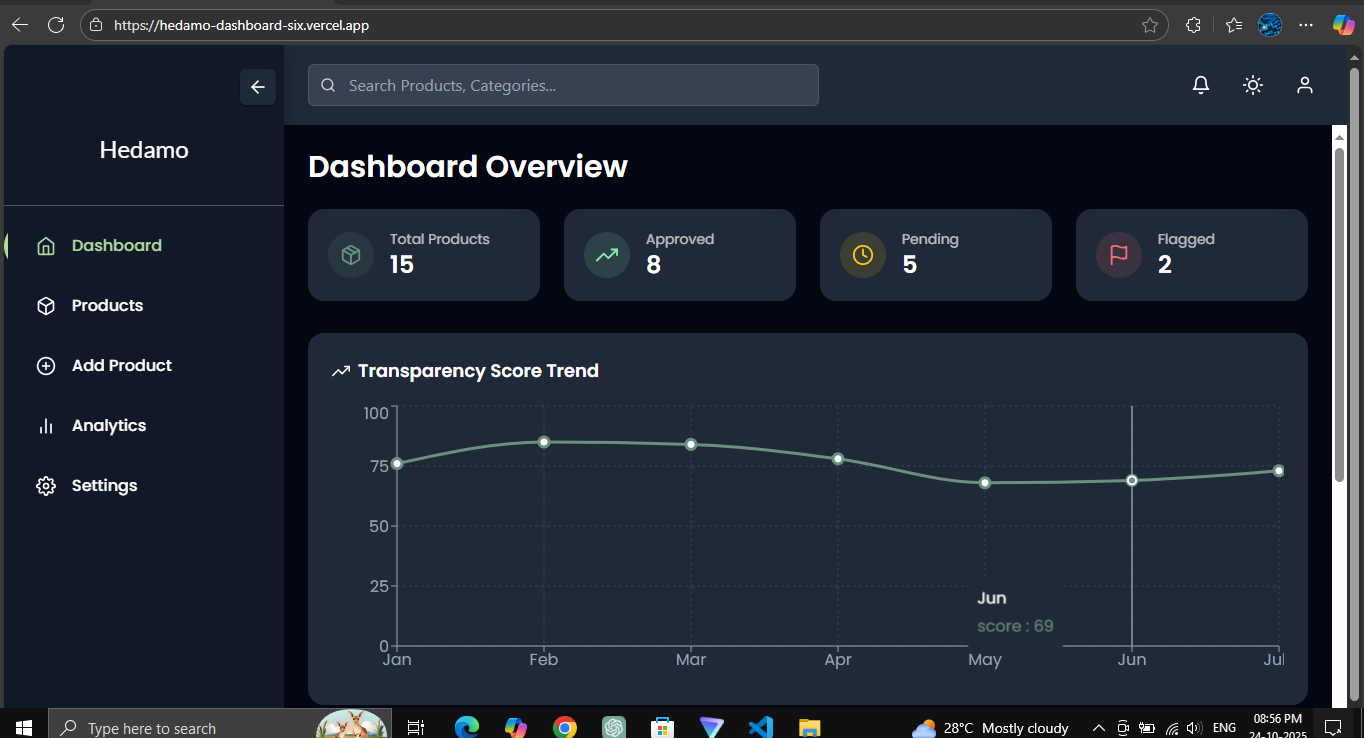 https://hedamo-dashboard-six.vercel.app
Search Products, Categories...
Hedamo
Dashboard
Products
Add Product
Analytics
Settings
Dashboard Overview
Total Products
15
Approved
8
Pending
5
Flagged
2
Transparency Score Trend
100
75
50
25
0
Jun
score : 69
Jan Feb Mar Apr May Jun Jul
Type here to search
28°C Mostly cloudy
ENG
08:56 PM
24-10-2025